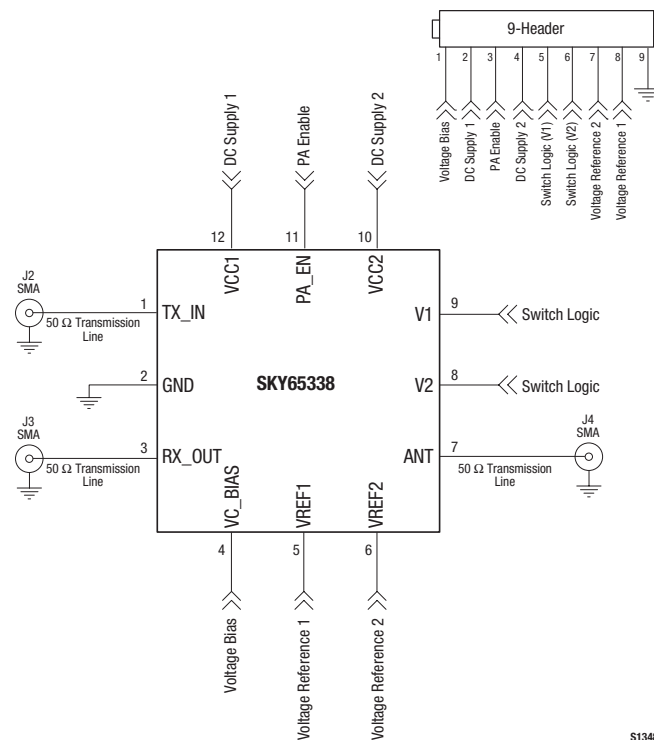 9-Header
1 2 3 4 5 6 7 8 9
Voltage Bias
DC Supply 1
PA Enable
DC Supply 2
Switch Logic (V1)
Switch Logic (V2)
Voltage Reference 2
Voltage Reference 1
DC Supply 1
PA Enable
DC Supply 2
12 11 10
VCC1
PA_EN
VCC2
J2
SMA
50 Ω Transmission
Line
1
TX_IN
V1
9
Switch Logic
2
GND
SKY65338
V2
8
Switch Logic
J3
SMA
50 Ω Transmission
Line
3
RX_OUT
ANT
7
50 Ω Transmission
Line
J4
SMA
VC_BIAS
VREF1
VREF2
4 5 6
Voltage Bias
Voltage Reference 1
Voltage Reference 2
S1348